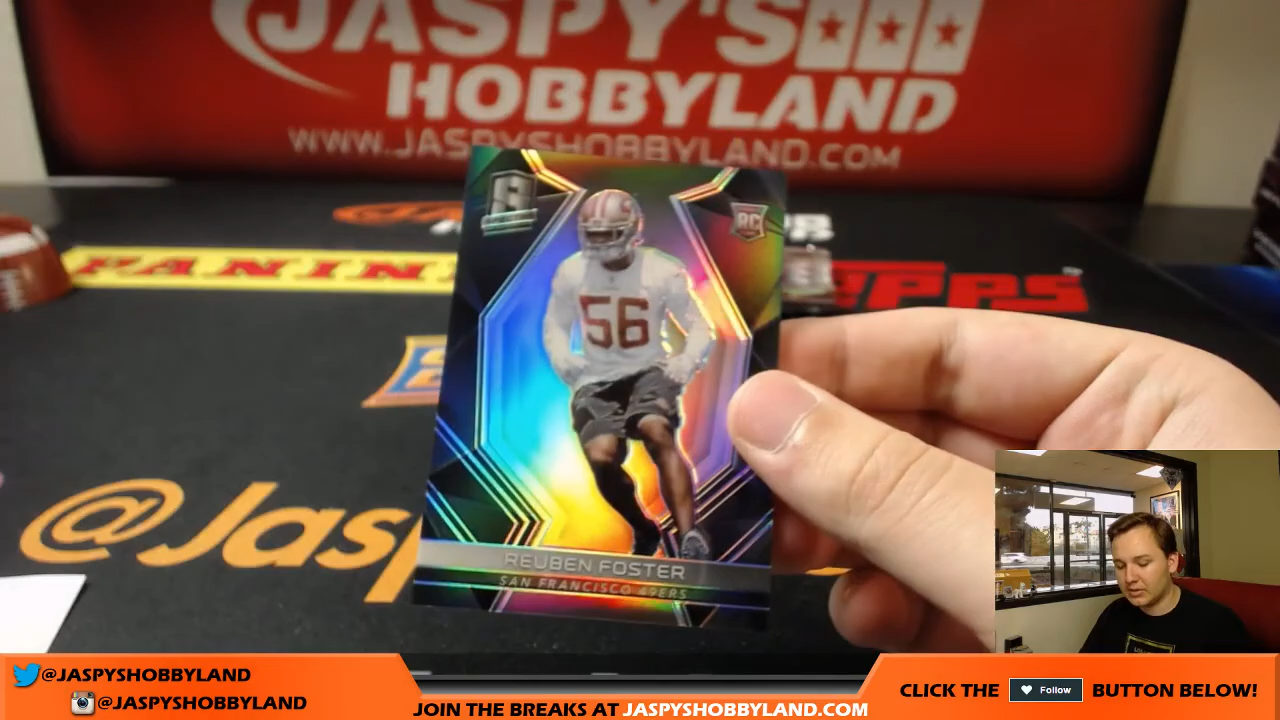 JASPY'S
HOBBYLAND
WWW.JASPYSHOBBYLAND.COM
PANINI
RC
56
@Jasp
REUBEN FOSTER
SAN FRANCISCO 49ERS
@JASPYSHOBBYLAND
@JASPYSHOBBYLAND
JOIN THE BREAKS AT JASPYSHOBBYLAND.COM
CLICK THE Follow BUTTON BELOW!